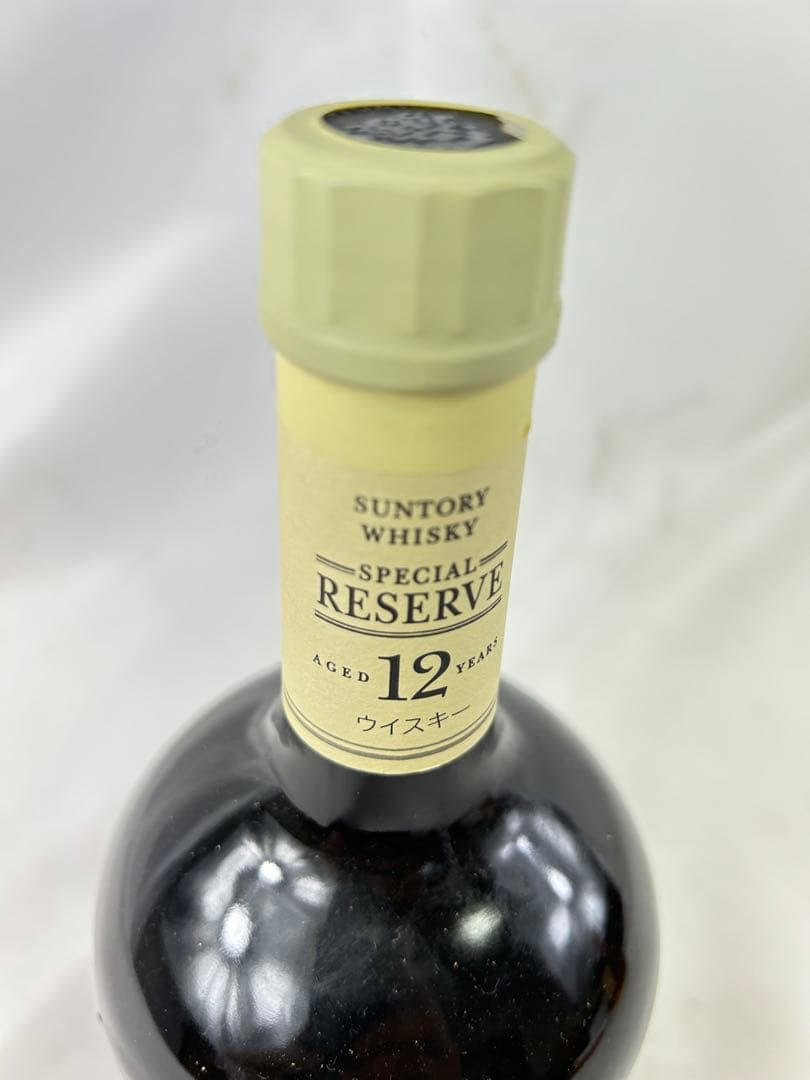 SUNTORY
WHISKY
SPECIAL
RESERVE
AGED 12 YEARS
ウイスキー